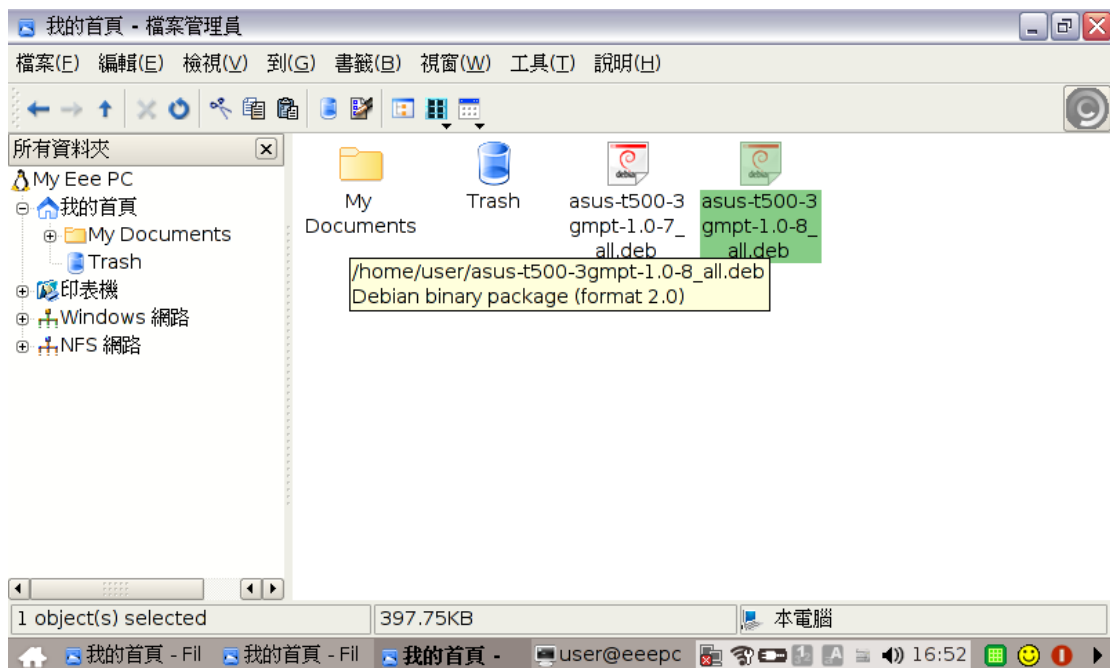 我的首頁 - 檔案管理員
檔案(F) 編輯(E) 檢視(V) 到(G) 書籤(B) 視窗(W) 工具(T) 說明(H)
所有資料夾
My Eee PC
我的首頁
My Documents
Trash
印表機
Windows 網路
NFS 網路
My
Documents
Trash
asus-t500-3
gmpt-1.0-7_
all.deb
asus-t500-3
gmpt-1.0-8_
all.deb
/home/user/asus-t500-3gmpt-1.0-8_all.deb
Debian binary package (format 2.0)
1 object(s) selected
397.75KB
本電腦
我的首頁 - Fil
我的首頁 - Fil
我的首頁 -
user@eeepc
16:52